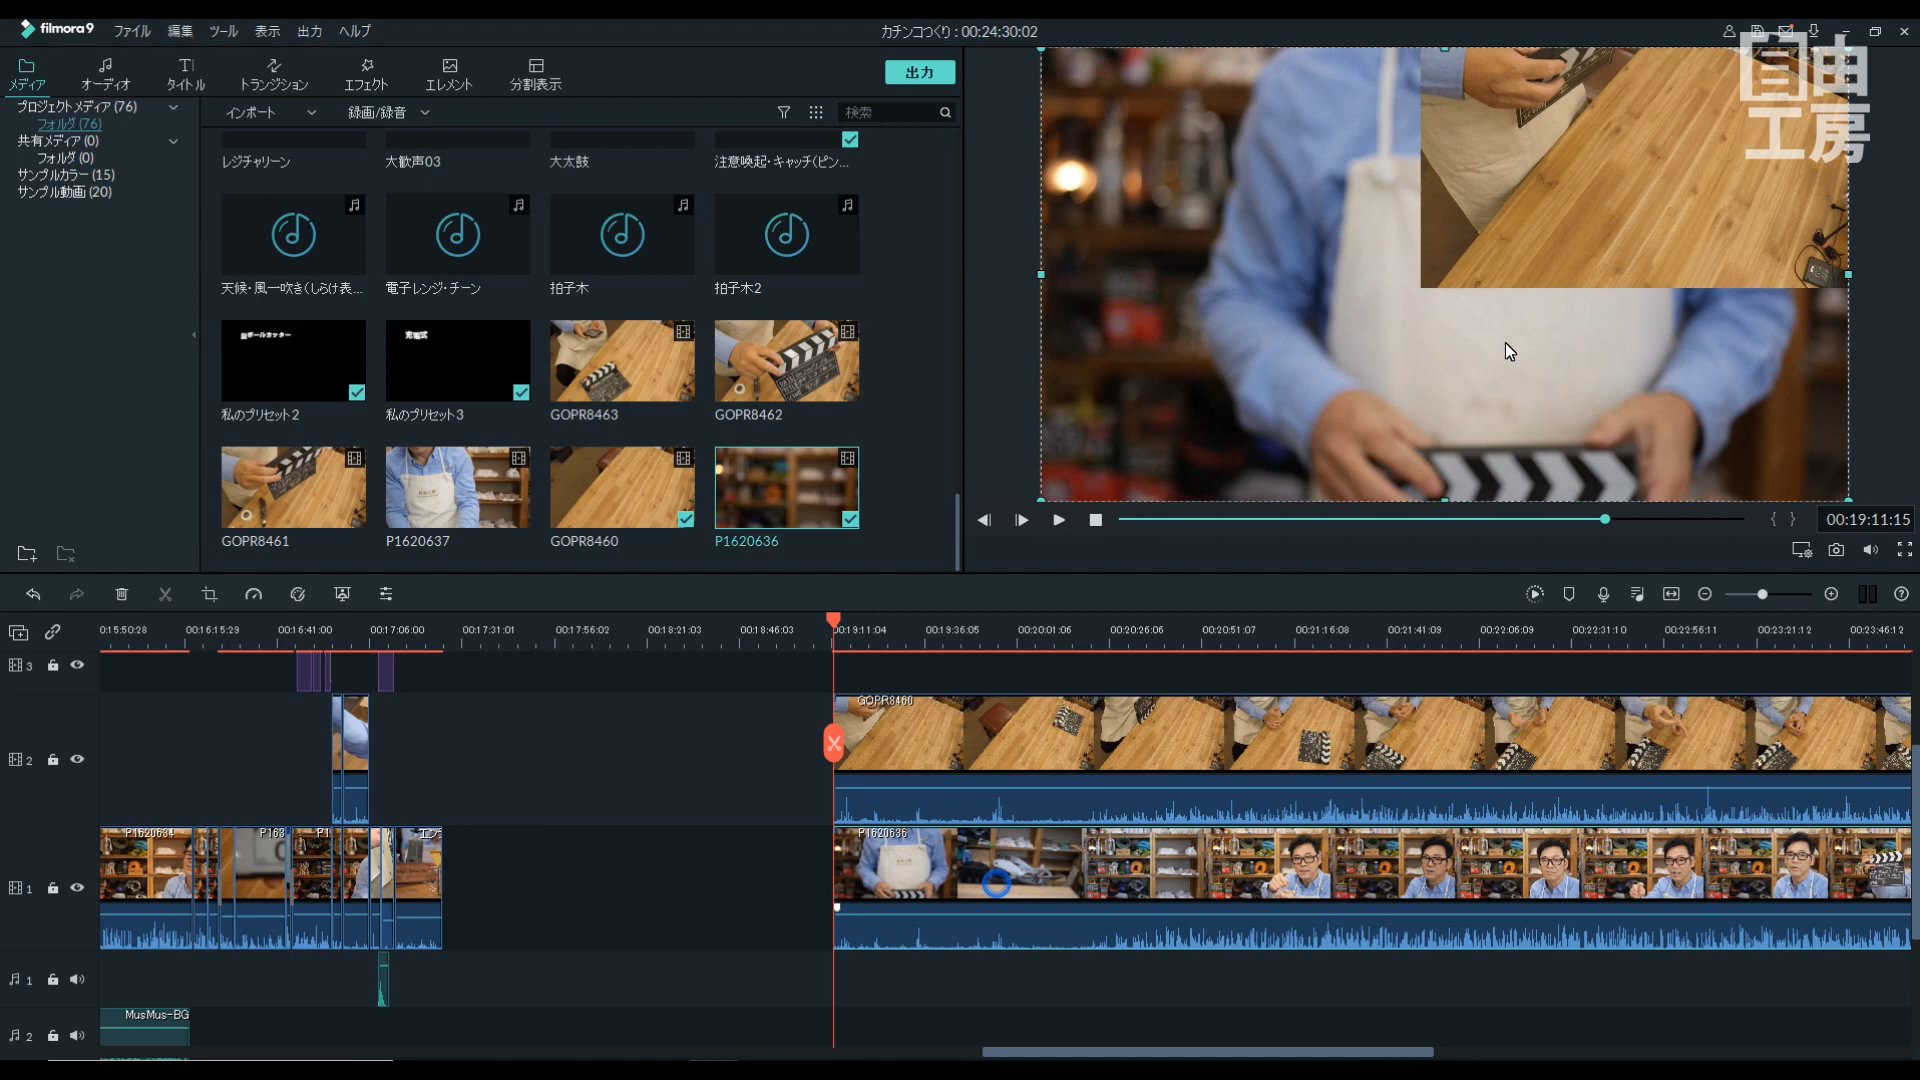 filmora9 ファイル 編集 ツール 表示 出力 ヘルプ カチンコつくり : 00:24:30:02
自由工房
メディア オーディオ タイトル トランジション エフェクト エレメント 分割表示 出力
プロジェクトメディア (76)
フォルダ (76)
共有メディア (0)
フォルダ (0)
サンプルカラー (15)
サンプル動画 (20)
インポート 録画/録音 検索
レジチャリーン 大歓声03 大太鼓 注意喚起・キャッチ(ピン...
天候・風一吹き(しらけ表... 電子レンジ・チーン 拍子木 拍子木2
充電式
私のプリセット2 私のプリセット3 GOPR8463 GOPR8462
GOPR8461 P1620637 GOPR8460 P1620636
00:19:11:15
0:15:50:28 00:16:15:29 00:16:41:00 00:17:06:00 00:17:31:01 00:17:56:02 00:18:21:03 00:18:46:03 00:19:11:04 00:19:36:05 00:20:01:06 00:20:26:06 00:20:51:07 00:21:16:08 00:21:41:09 00:22:06:09 00:22:31:10 00:22:56:11 00:23:21:12 00:23:46:12
3
GOPR8460
2
P1620634 P163 P1 エンデ P1620636
1
1
MusMus-BG
2